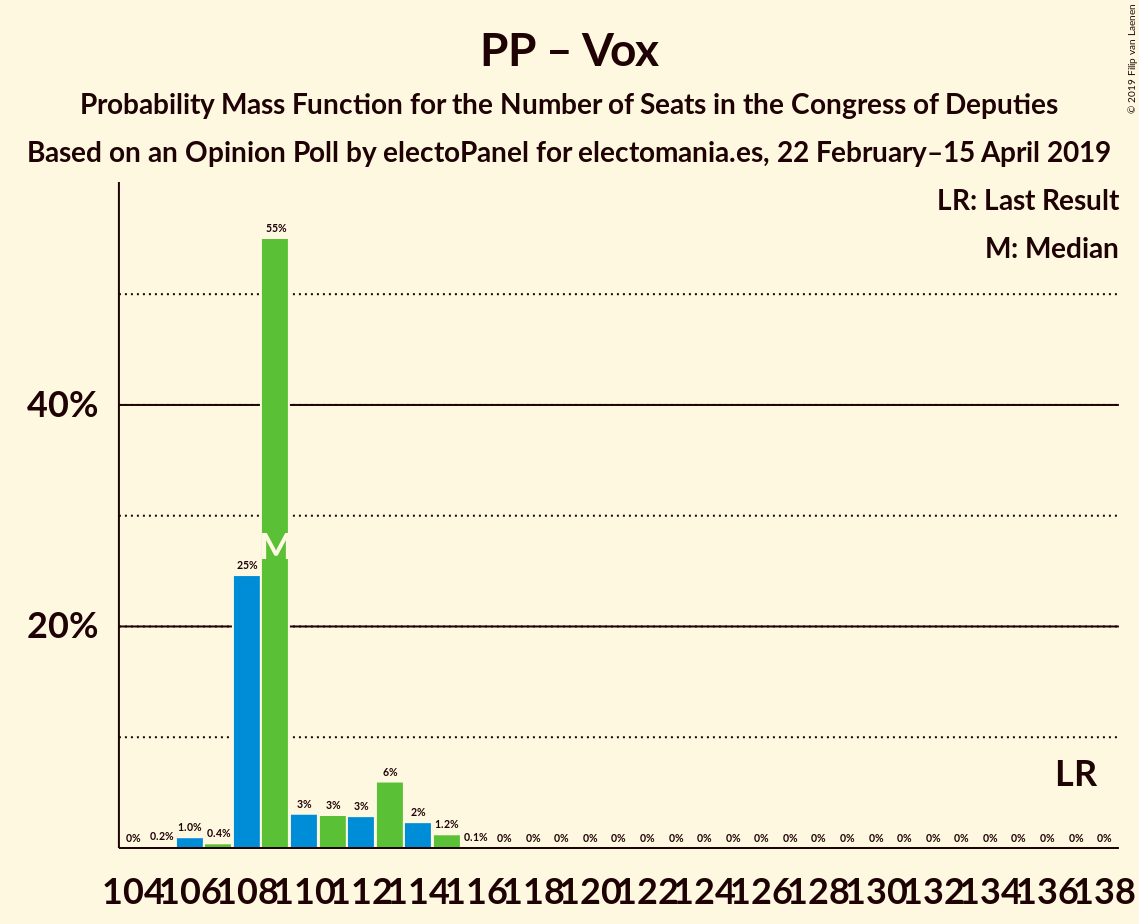 PP – Vox
Probability Mass Function for the Number of Seats in the Congress of Deputies
Based on an Opinion Poll by electoPanel for electomania.es, 22 February–15 April 2019
© 2019 Filip van Laenen
LR: Last Result
M: Median
55%
40%
M
25%
20%
LR
0% 0.2% 1.0% 0.4% 3% 3% 3% 6% 2% 1.2% 0.1% 0% 0% 0% 0% 0% 0% 0% 0% 0% 0% 0% 0% 0% 0% 0% 0% 0% 0% 0% 0% 0% 0%
104 106 108 110 112 114 116 118 120 122 124 126 128 130 132 134 136 138